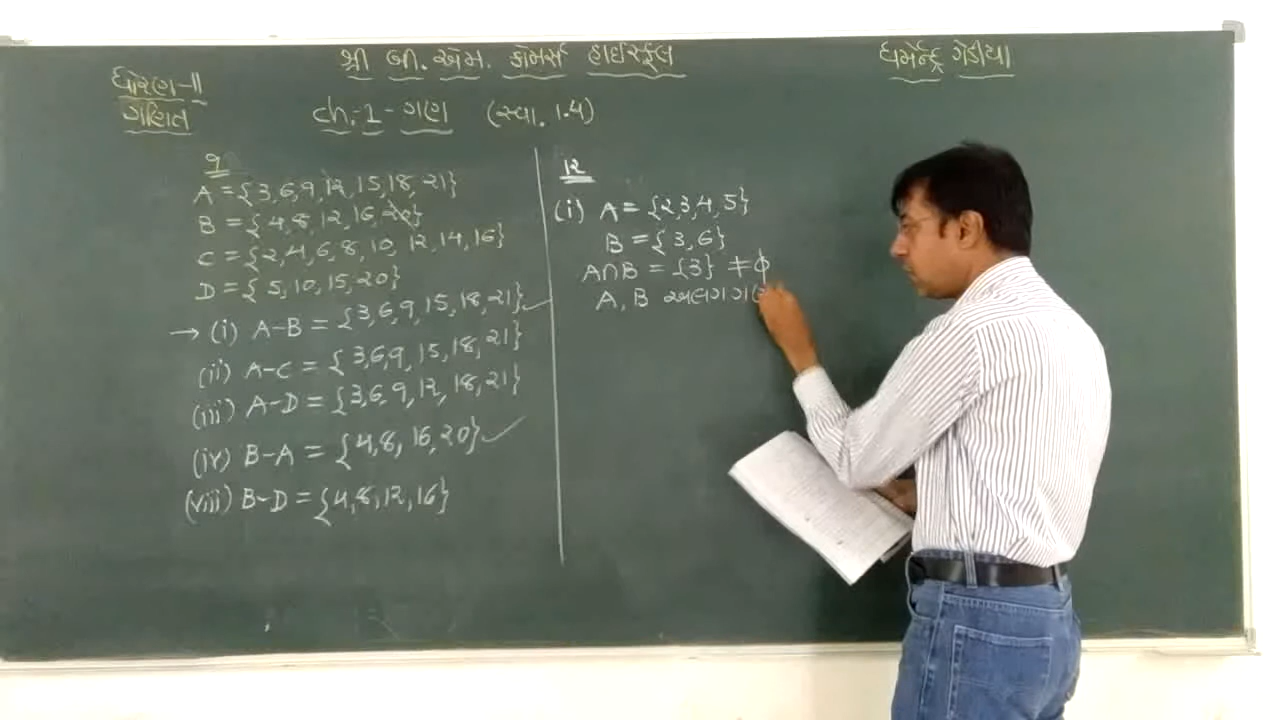 શ્રી બી. એમ. કોમર્સ હાઈસ્કૂલ
ધર્મેન્દ્ર ગેડીયા
ધોરણ-11
ગણિત
ch.-1 - ગણ (સ્વા. 1.4)
9
A = {3,6,9,12,15,18,21}
B = {4,8,12,16,20}
C = {2,4,6,8,10,12,14,16}
D = {5,10,15,20}
→ (i) A-B = {3,6,9,15,18,21}
(ii) A-C = {3,6,9,15,18,21}
(iii) A-D = {3,6,9,12,18,21}
(iv) B-A = {4,8,16,20}
(viii) B-D = {4,8,12,16}
12
(i) A = {2,3,4,5}
B = {3,6}
A∩B = {3} ≠ ϕ
A, B અલગ